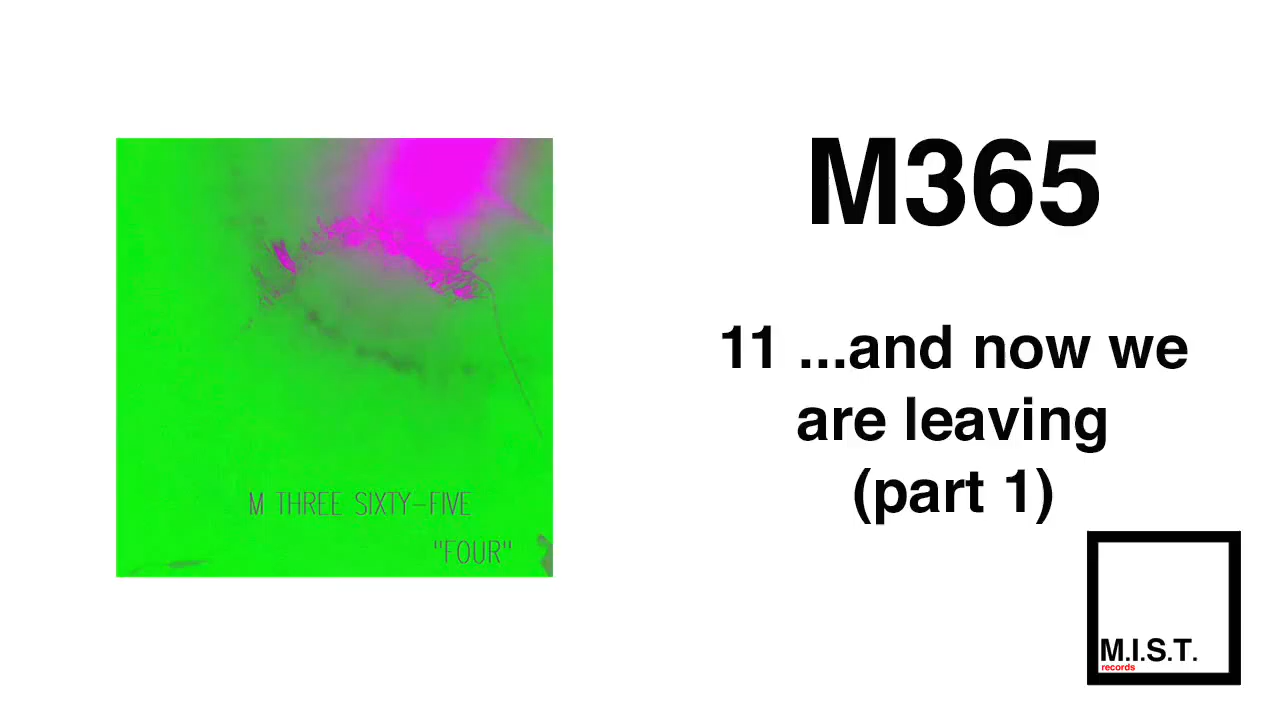 M365
11 ...and now we
are leaving
(part 1)
M THREE SIXTY-FIVE
"FOUR"
M.I.S.T.
records